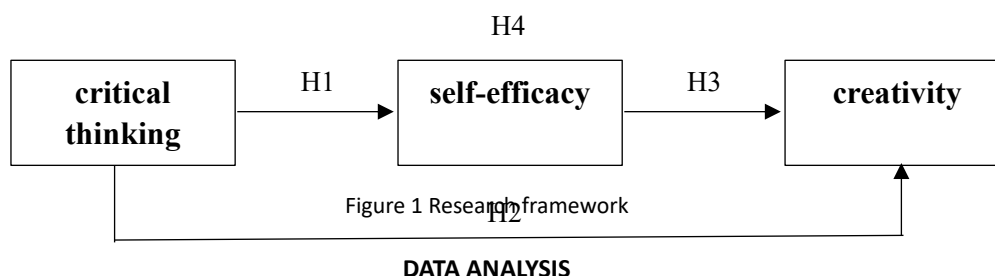 H4
critical
thinking
H1
self-efficacy
H3
creativity
Figure 1 Research framework
H2
DATA ANALYSIS